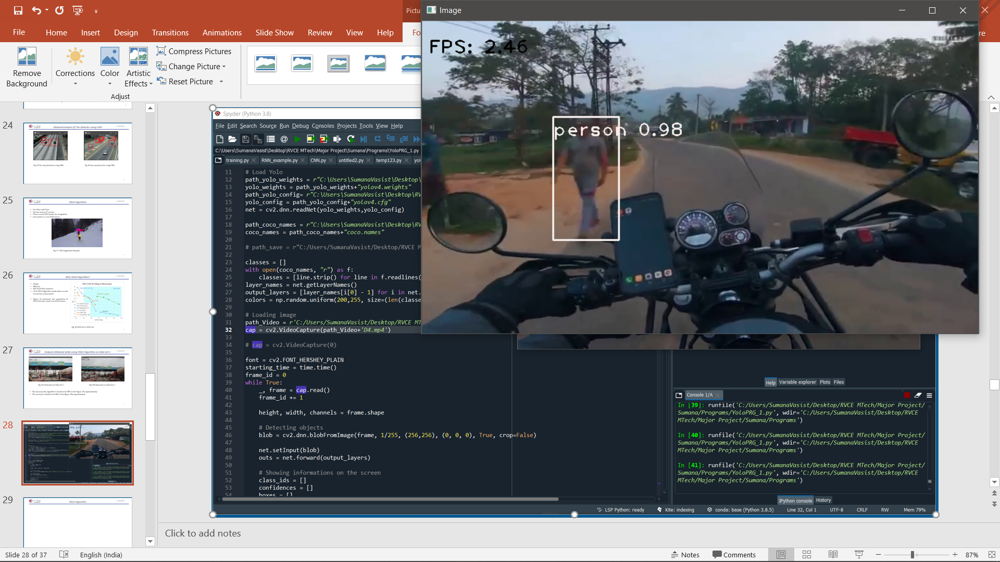 Pictu
Image
File
Home
Insert
Design
Transitions
Animations
Slide Show
Review
View
Help
Fo
re
Remove
Background
Corrections
Color
Artistic
Effects
Compress Pictures
Change Picture
Reset Picture
Adjust
FPS: 2.46
person 0.98
24
Obtained Output Of The Detector using CNN
25
YOLO Algorithm
26
Why YOLO Algorithm?
27
Outputs Obtained while using YOLO Algorithm on Data Set 1
28
29
YOLO Algorithm
Spyder (Python 3.8)
File Edit Search Source Run Debug Consoles Projects Tools View Help
C:\Users\SumanaVasist\Desktop\RVCE MTech\Major Project\Sumana\Programs\YoloPRG_1.py
training.py
RNN_example.py
CNN.py
untitled2.py
temp123.py
yol
11 # Load Yolo
12 path_yolo_weights = r"C:\Users\SumanaVasist\Desktop\
13 yolo_weights = path_yolo_weights+"yolov4.weights"
14 path_yolo_config= r"C:\Users\SumanaVasist\Desktop\RV
15 yolo_config = path_yolo_config+"yolov4.cfg"
16 net = cv2.dnn.readNet(yolo_weights,yolo_config)
17
18 path_coco_names = r"C:\Users\SumanaVasist\Desktop\RV
19 coco_names = path_coco_names+"coco.names"
20
21 # path_save = r"C:/Users/SumanaVasist/Desktop/RVCE M
22
23 classes = []
24 with open(coco_names, "r") as f:
25 classes = [line.strip() for line in f.readlines(
26 layer_names = net.getLayerNames()
27 output_layers = [layer_names[i[0] - 1] for i in net.
28 colors = np.random.uniform(200,255, size=(len(classe
29
30 # Loading image
31 path_Video = r'C:/Users/SumanaVasist/Desktop/RVCE MT
32 cap = cv2.VideoCapture(path_Video+'D4.mp4')
33
34 # cap = cv2.VideoCapture(0)
35
36 font = cv2.FONT_HERSHEY_PLAIN
37 starting_time = time.time()
38 frame_id = 0
39 while True:
40 _, frame = cap.read()
41 frame_id += 1
42
43 height, width, channels = frame.shape
44
45 # Detecting objects
46 blob = cv2.dnn.blobFromImage(frame, 1/255, (256,256), (0, 0, 0), True, crop=False)
47
48 net.setInput(blob)
49 outs = net.forward(output_layers)
50
51 # Showing informations on the screen
52 class_ids = []
53 confidences = []
54 boxes = []
Help Variable explorer Plots Files
Console 1/A
In [39]: runfile('C:/Users/SumanaVasist/Desktop/RVCE MTech/Major Project/
Sumana/Programs/YoloPRG_1.py', wdir='C:/Users/SumanaVasist/Desktop/RVCE
MTech/Major Project/Sumana/Programs')
In [40]: runfile('C:/Users/SumanaVasist/Desktop/RVCE MTech/Major Project/
Sumana/Programs/YoloPRG_1.py', wdir='C:/Users/SumanaVasist/Desktop/RVCE
MTech/Major Project/Sumana/Programs')
In [41]: runfile('C:/Users/SumanaVasist/Desktop/RVCE MTech/Major Project/
Sumana/Programs/YoloPRG_1.py', wdir='C:/Users/SumanaVasist/Desktop/RVCE
MTech/Major Project/Sumana/Programs')
IPython console History
LSP Python: ready Kite: indexing conda: base (Python 3.8.5) Line 32, Col 1 UTF-8 CRLF RW Mem 79%
Click to add notes
Slide 28 of 37 English (India) Notes Comments 87%